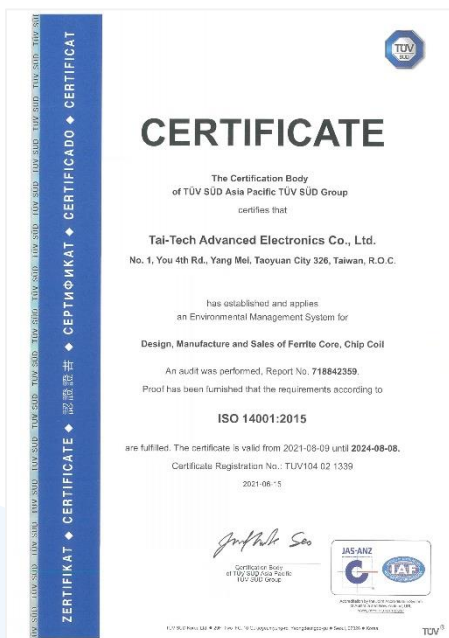 TÜV
SÜD
ZERTIFIKAT ◆ CERTIFICATE ◆ 認證證書 ◆ СЕРТИФИКАТ ◆ CERTIFICADO ◆ CERTIFICAT
CERTIFICATE
The Certification Body
of TÜV SÜD Asia Pacific TÜV SÜD Group
certifies that
Tai-Tech Advanced Electronics Co., Ltd.
No. 1, You 4th Rd., Yang Mei, Taoyuan City 326, Taiwan, R.O.C.
has established and applies
an Environmental Management System for
Design, Manufacture and Sales of Ferrite Core, Chip Coil
An audit was performed, Report No. 718842359.
Proof has been furnished that the requirements according to
ISO 14001:2015
are fulfilled. The certificate is valid from 2021-08-09 until 2024-08-08.
Certificate Registration No.: TUV104 02 1339
2021-06-15
Certification Body
of TÜV SÜD Asia Pacific
TÜV SÜD Group
JAS-ANZ
IAF
TÜV®